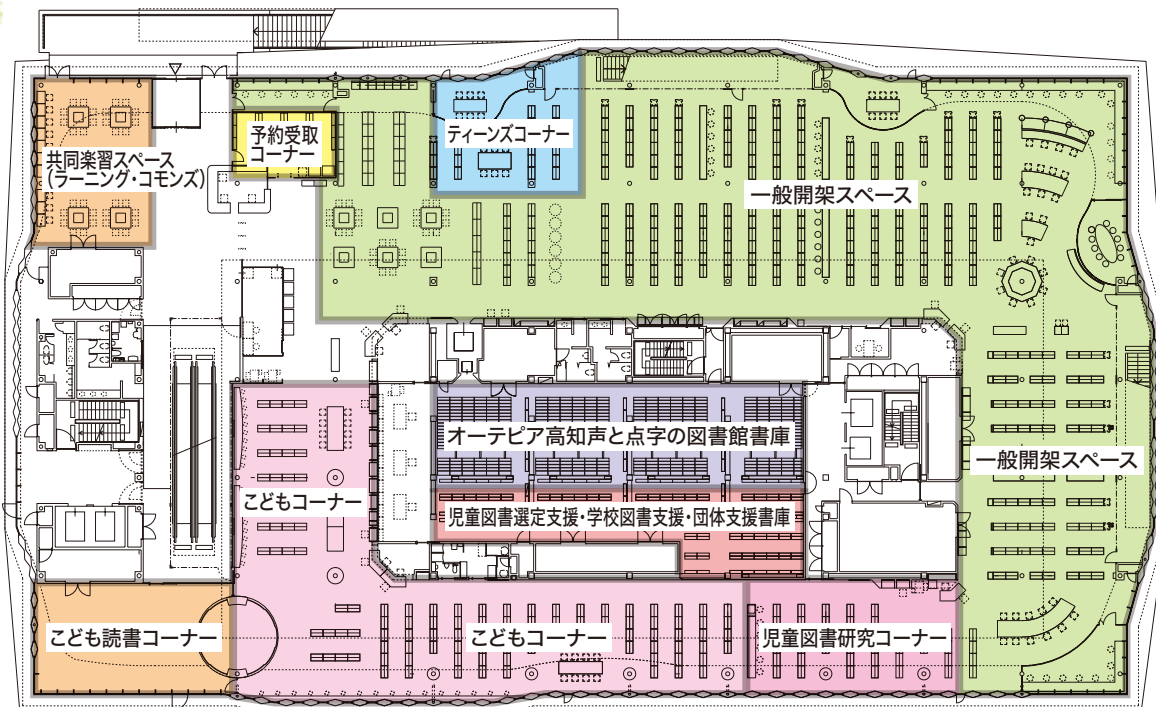 ティーンズコーナー
予約受取
コーナー
共同楽習スペース
(ラーニング・コモンズ)
一般開架スペース
オーテピア高知声と点字の図書館書庫
一般開架スペース
こどもコーナー
児童図書選定支援・学校図書支援・団体支援書庫
こども読書コーナー
こどもコーナー
児童図書研究コーナー